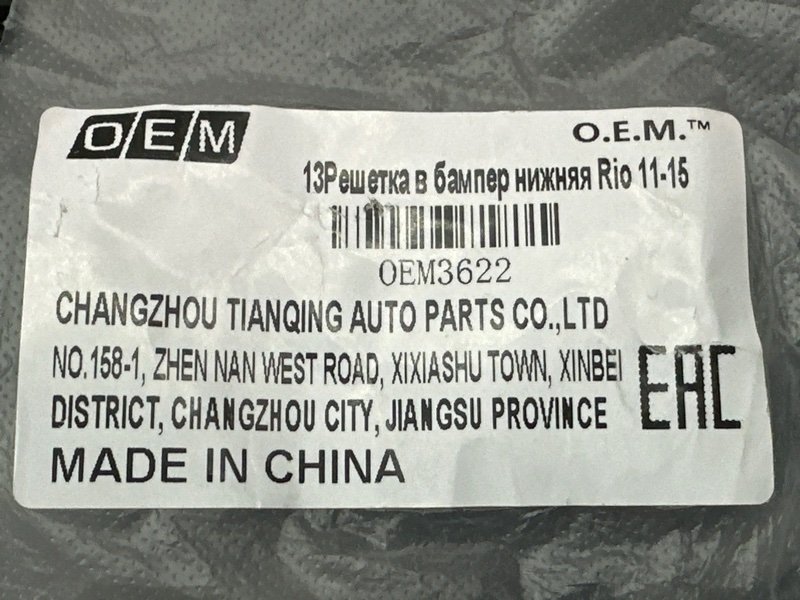 OEM
O.E.M.™
13Решетка в бампер нижняя Rio 11-15
OEM3622
CHANGZHOU TIANQING AUTO PARTS CO.,LTD
NO.158-1, ZHEN NAN WEST ROAD, XIXIASHU TOWN, XINBEI
DISTRICT, CHANGZHOU CITY, JIANGSU PROVINCE
EAC
MADE IN CHINA